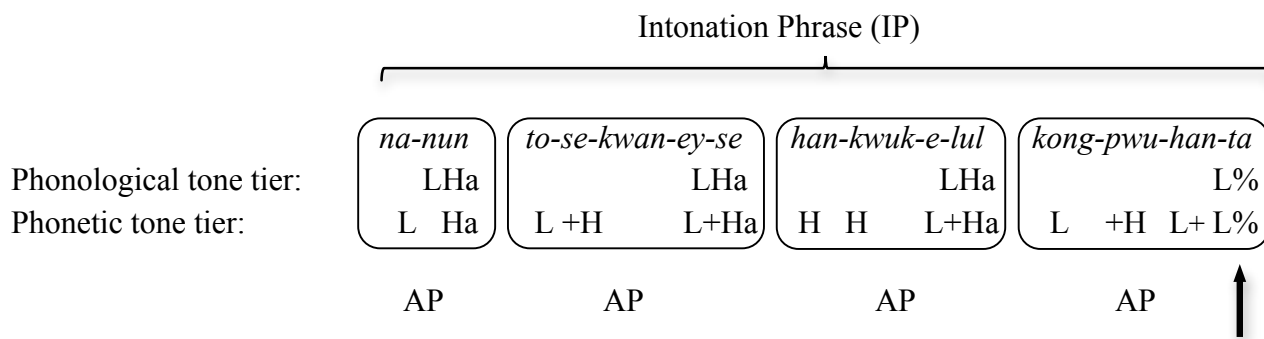 Intonation Phrase (IP)
na-nun to-se-kwan-ey-se han-kwuk-e-lul kong-pwu-han-ta
Phonological tone tier: LHa LHa LHa L%
Phonetic tone tier: L Ha L +H L+Ha H H L+Ha L +H L+ L%
AP AP AP AP